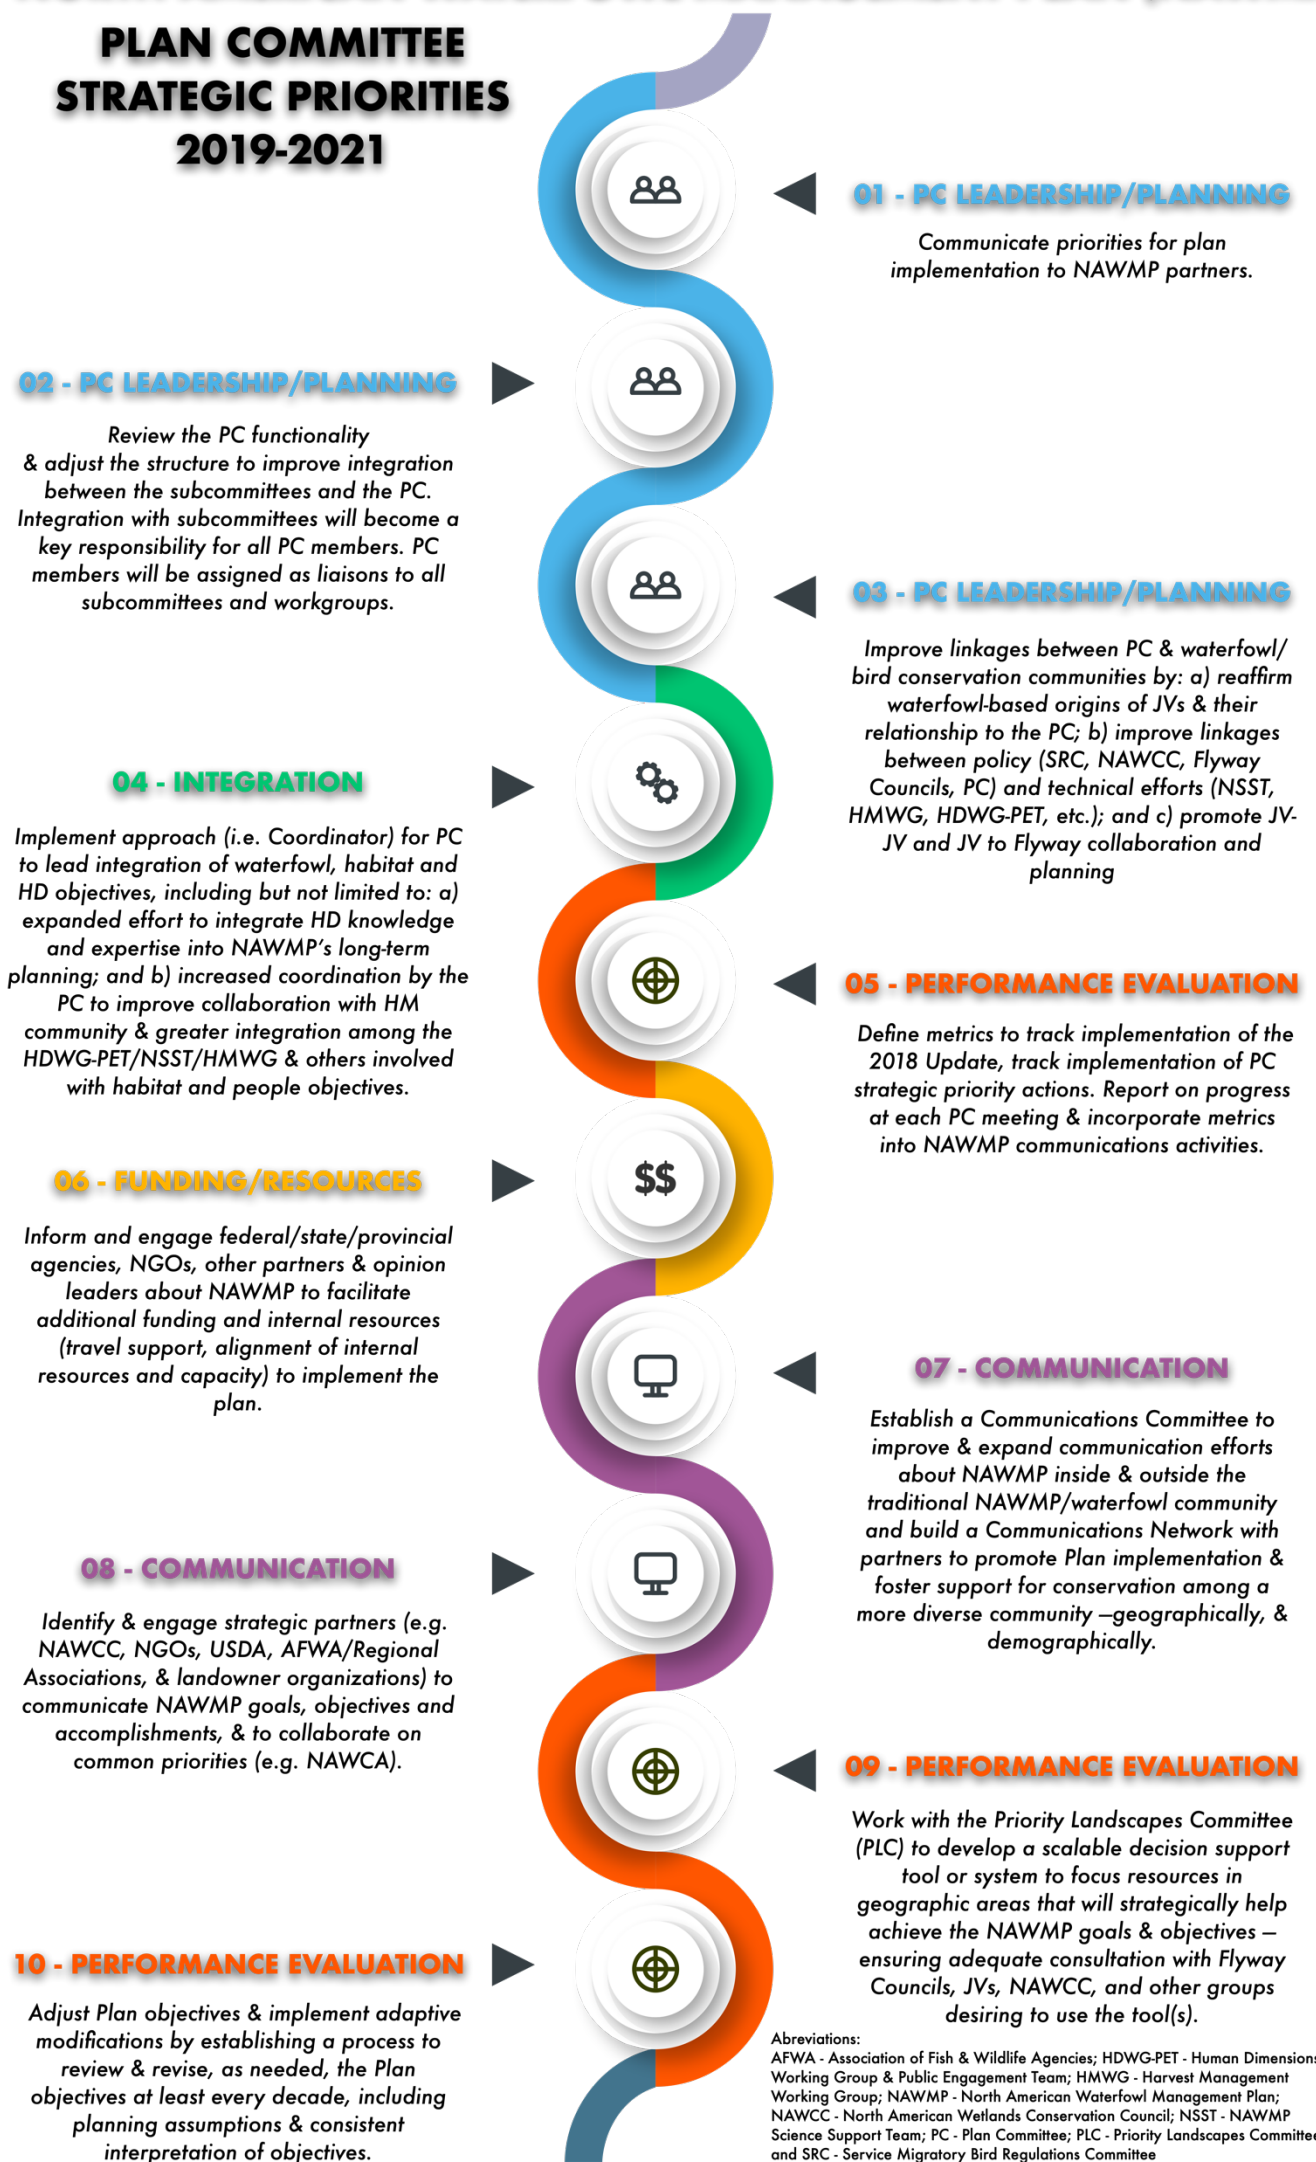 PLAN COMMITTEE
STRATEGIC PRIORITIES
2019-2021
01 - PC LEADERSHIP/PLANNING
Communicate priorities for plan
implementation to NAWMP partners.
02 - PC LEADERSHIP/PLANNING
Review the PC functionality
& adjust the structure to improve integration
between the subcommittees and the PC.
Integration with subcommittees will become a
key responsibility for all PC members. PC
members will be assigned as liaisons to all
subcommittees and workgroups.
03 - PC LEADERSHIP/PLANNING
Improve linkages between PC & waterfowl/
bird conservation communities by: a) reaffirm
waterfowl-based origins of JVs & their
relationship to the PC; b) improve linkages
between policy (SRC, NAWCC, Flyway
Councils, PC) and technical efforts (NSST,
HMWG, HDWG-PET, etc.); and c) promote JV-
JV and JV to Flyway collaboration and
planning
04 - INTEGRATION
Implement approach (i.e. Coordinator) for PC
to lead integration of waterfowl, habitat and
HD objectives, including but not limited to: a)
expanded effort to integrate HD knowledge
and expertise into NAWMP's long-term
planning; and b) increased coordination by the
PC to improve collaboration with HM
community & greater integration among the
HDWG-PET/NSST/HMWG & others involved
with habitat and people objectives.
05 - PERFORMANCE EVALUATION
Define metrics to track implementation of the
2018 Update, track implementation of PC
strategic priority actions. Report on progress
at each PC meeting & incorporate metrics
into NAWMP communications activities.
06 - FUNDING/RESOURCES
Inform and engage federal/state/provincial
agencies, NGOs, other partners & opinion
leaders about NAWMP to facilitate
additional funding and internal resources
(travel support, alignment of internal
resources and capacity) to implement the
plan.
$$
07 - COMMUNICATION
Establish a Communications Committee to
improve & expand communication efforts
about NAWMP inside & outside the
traditional NAWMP/waterfowl community
and build a Communications Network with
partners to promote Plan implementation &
foster support for conservation among a
more diverse community —geographically, &
demographically.
08 - COMMUNICATION
Identify & engage strategic partners (e.g.
NAWCC, NGOs, USDA, AFWA/Regional
Associations, & landowner organizations) to
communicate NAWMP goals, objectives and
accomplishments, & to collaborate on
common priorities (e.g. NAWCA).
09 - PERFORMANCE EVALUATION
Work with the Priority Landscapes Committee
(PLC) to develop a scalable decision support
tool or system to focus resources in
geographic areas that will strategically help
achieve the NAWMP goals & objectives —
ensuring adequate consultation with Flyway
Councils, JVs, NAWCC, and other groups
desiring to use the tool(s).
10 - PERFORMANCE EVALUATION
Adjust Plan objectives & implement adaptive
modifications by establishing a process to
review & revise, as needed, the Plan
objectives at least every decade, including
planning assumptions & consistent
interpretation of objectives.
Abreviations:
AFWA - Association of Fish & Wildlife Agencies; HDWG-PET - Human Dimensions
Working Group & Public Engagement Team; HMWG - Harvest Management
Working Group; NAWMP - North American Waterfowl Management Plan;
NAWCC - North American Wetlands Conservation Council; NSST - NAWMP
Science Support Team; PC - Plan Committee; PLC - Priority Landscapes Committee
and SRC - Service Migratory Bird Regulations Committee